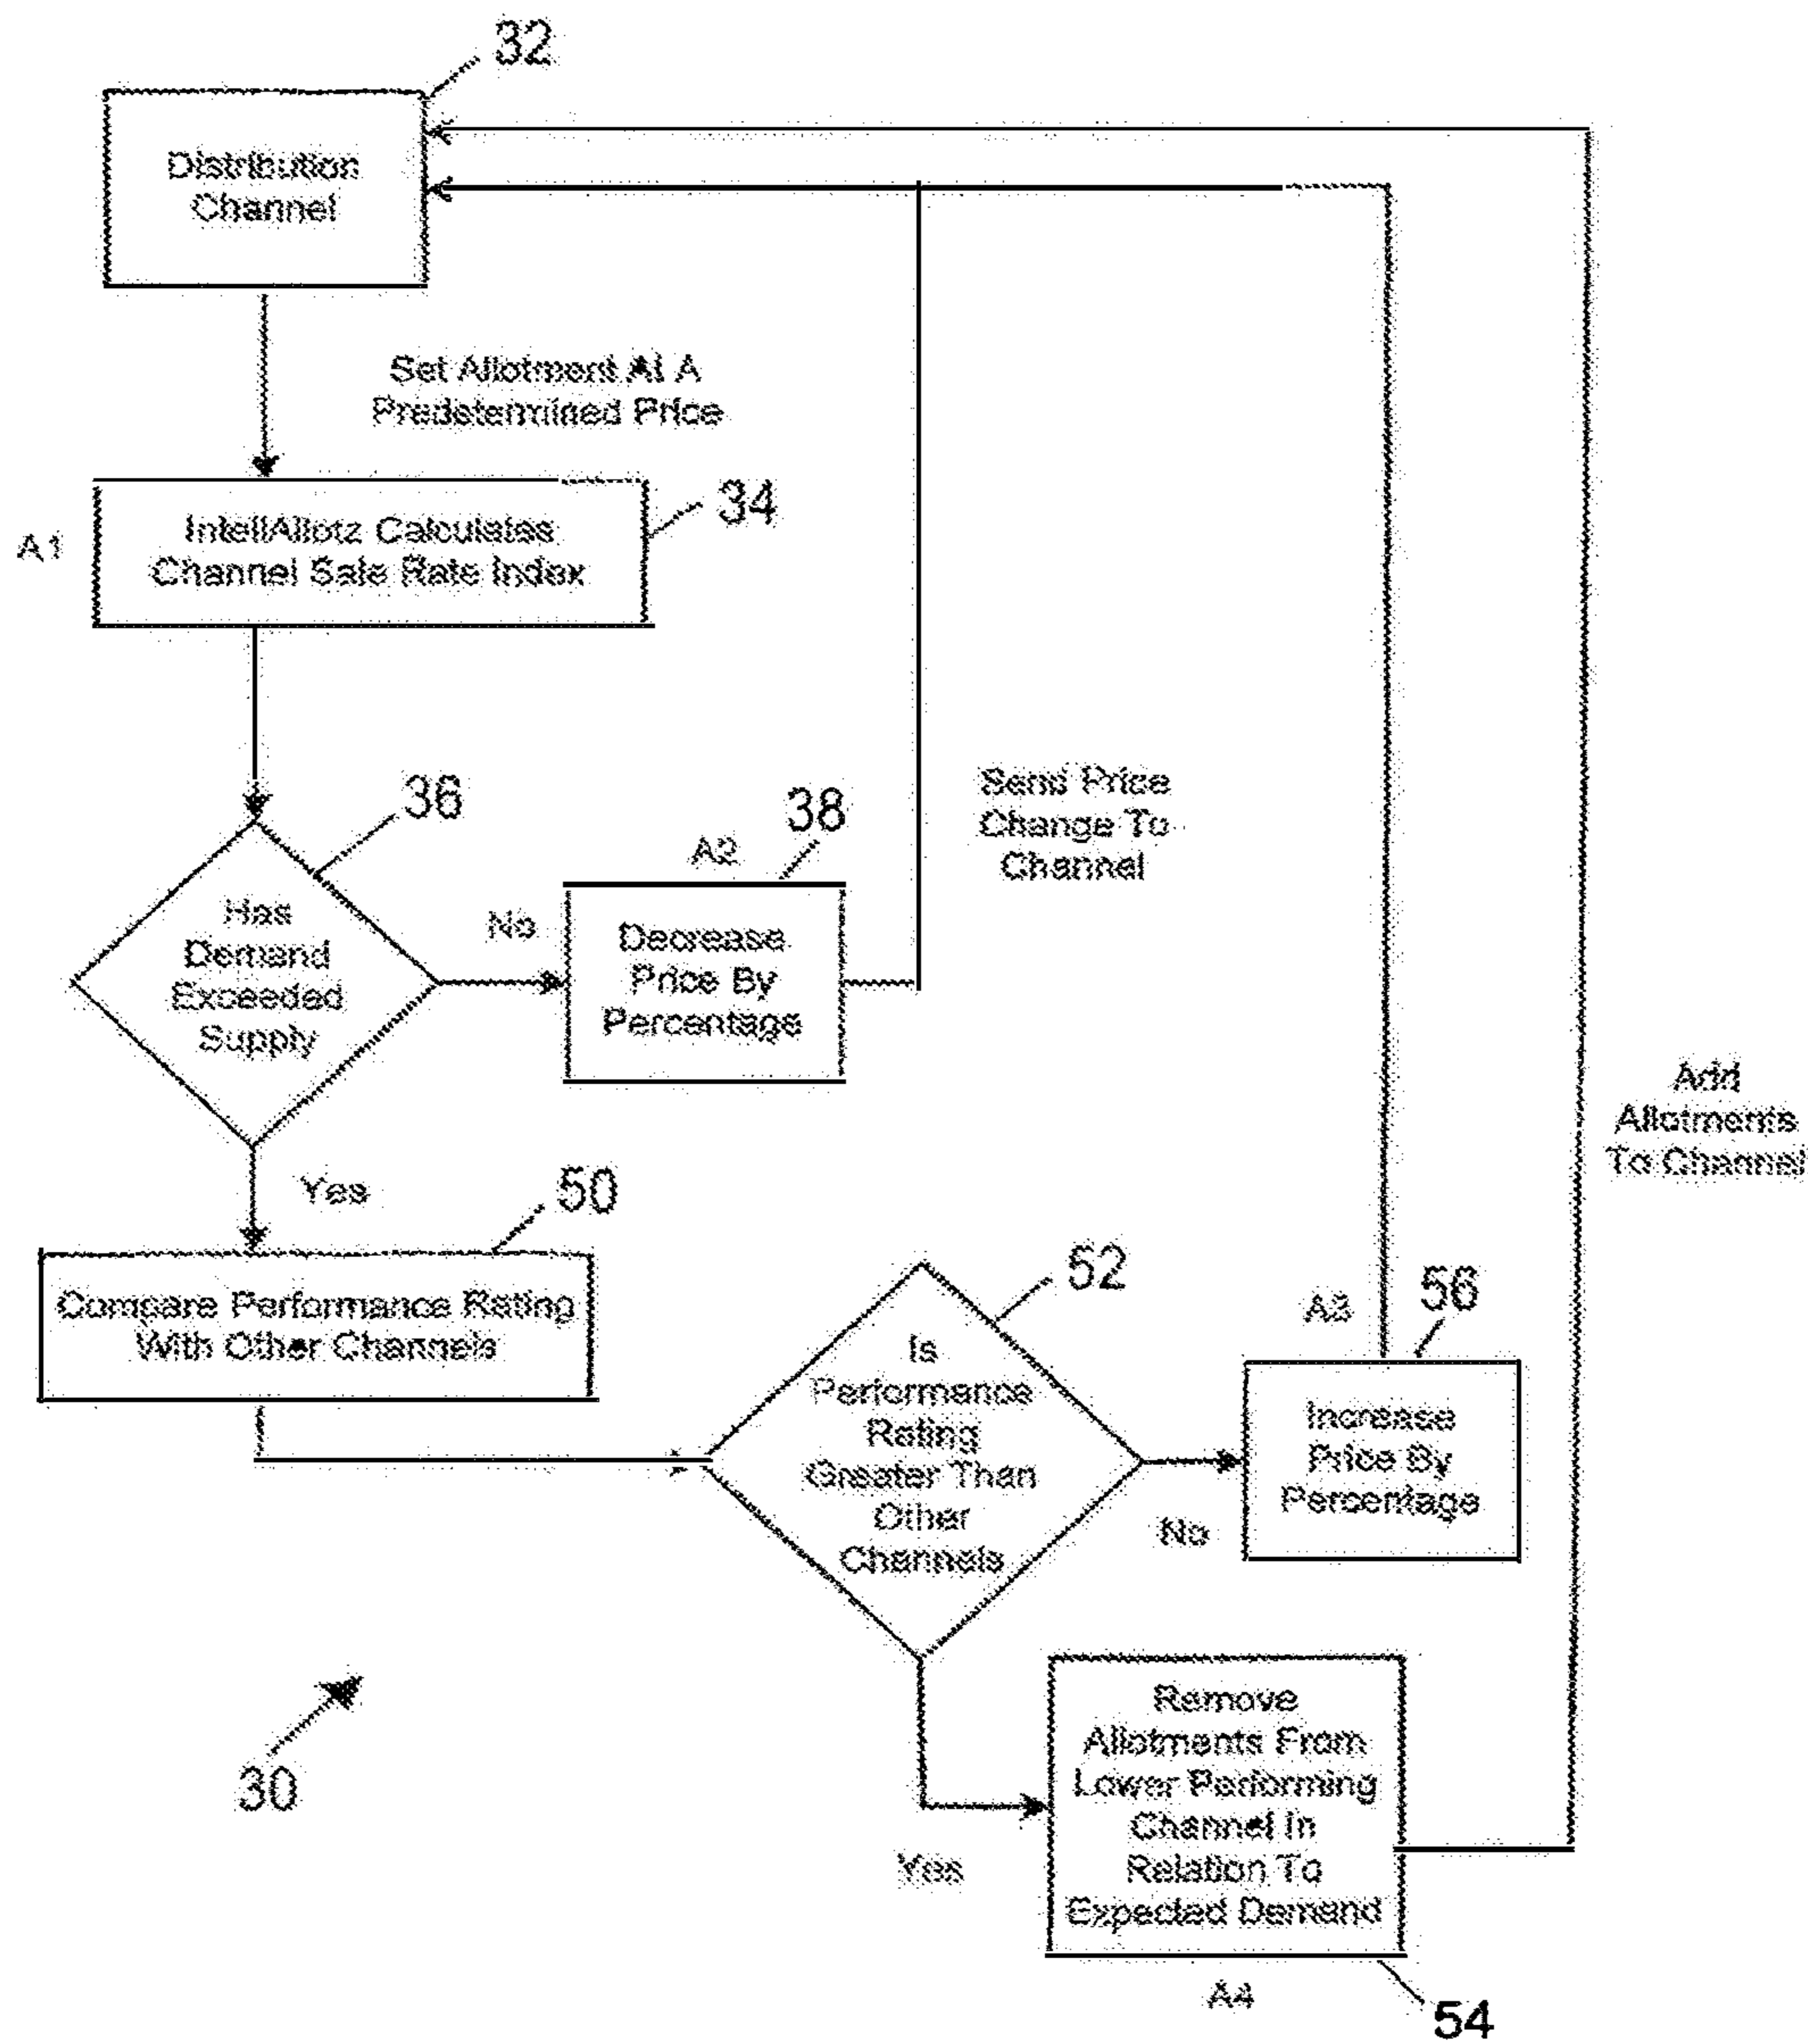 32
Distribution
Channel
Set Allotment At A
Predetermined Price
A1
IntellAllotz Calculates
Channel Sale Rate Index
34
36
Has
Demand
Exceeded
Supply
No
A2
38
Decrease
Price By
Percentage
Send Price
Change To
Channel
Add
Allotments
To Channel
Yes
50
Compare Performance Rating
With Other Channels
52
Is
Performance
Rating
Greater Than
Other
Channels
A3
56
Increase
Price By
Percentage
No
Yes
Remove
Allotments From
Lower Performing
Channel In
Relation To
Expected Demand
A4
54
30